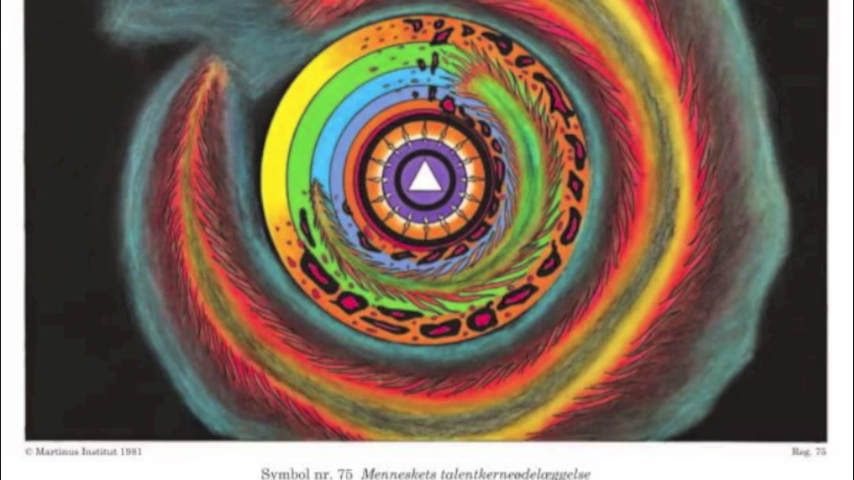 © Martinus Institut 1981
Reg. 75
Symbol nr. 75 Menneskets talentkerneødelæggelse